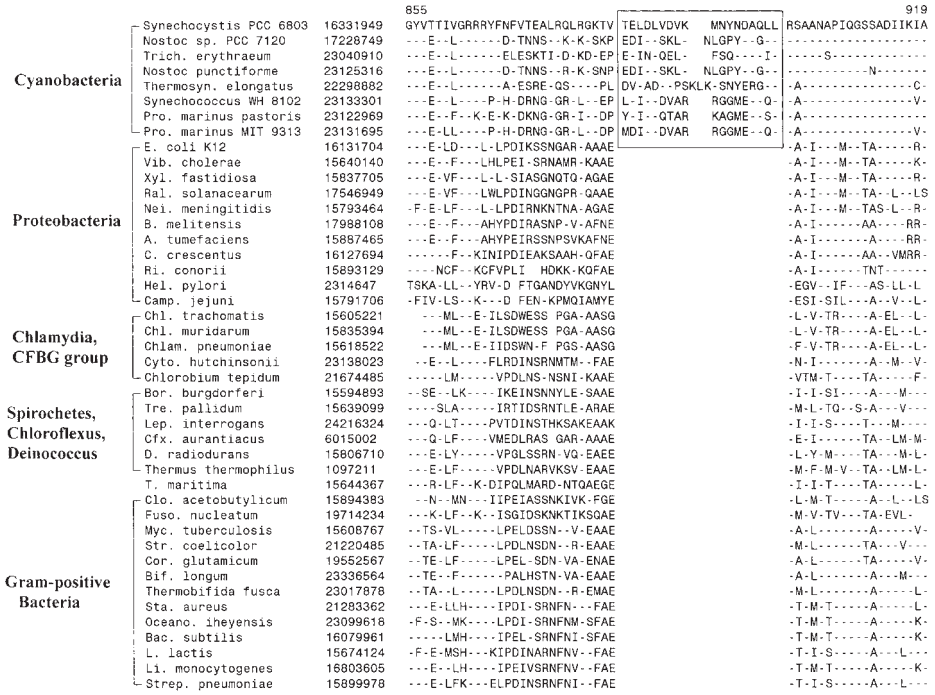 855 919
Synechocystis PCC 6803 16331949 GYVTTIVGRRRYFNFVTEALRQLRGKTV TELDLVDVK MNYNDAQLL RSAANAPIQGSSADIIKIA
Nostoc sp. PCC 7120 17228749 ---E--L------D-TNNS--K-K-SKP EDI--SKL- NLGPY--G-- -------------------
Trich. erythraeum 23040910 ---E--L------ELESKTI-D-KD-EP E-IN-QEL- FSQ----I -----S-------------
Nostoc punctiforme 23125316 ---E--L------D-TNNS--R-K-SNP EDI--SKL- NLGPY--G-- ------------N------
Thermosyn. elongatus 22298882 ---E--L------A-ESREQ-S----PL DV-AD--PSKLK-SNYERG-- -----------------C-
Synechococcus WH 8102 23133301 ---E--L----P-H-DRNG-GR-L--EP L-I--DVAR RGGME--Q- A------------------
Pro. marinus pastoris 23122969 ---E--F--K-E-K-DKNG-GR-I--DP Y-I--QTAR KAGME--S- -------------------
Pro. marinus MIT 9313 23131695 ---E--LL---P-H-DRNG-GR-L--DP MDI--DVAR RGGME--Q- A----------------V-
Cyanobacteria
E. coli K12 16131704 ---E-LD---L-LPDIKSSNGAR-AAAE -A-I---M--TA----R-
Vib. cholerae 15640140 ---E--F---LHLPEI-SRNAMR-KAAE -A-I---M--TA----K-
Xyl. fastidiosa 15837705 ---E-VF---L-L-SIASGNQTQ-AGAE -A-I---M--TA------
Ral. solanacearum 17546949 ---E-VF---LWLPDINGGNGPR-QAAE -A-I---M--TA--L--LS
Nei. meningitidis 15793464 -F-E-LF---L-LPDIRNKNTNA-AGAE -A-I---M--TAS-L--R-
B. melitensis 17988108 ---E--F---AHYPDIRASNP-V-AFNE -A-I------AA----RR-
A. tumefaciens 15887465 ---E--F---AHYPEIRSSNPSVKAFNE -A-I------A-----RR-
C. crescentus 16127694 ----CF---KINIPDIEAKSAAH-QFAE -A-I------AA--VMRR-
Ri. conorii 15893129 ----NCF--KCFVPLI HDKK-KQFAE -A-I------TNT------
Hel. pylori 2314647 TSKA-LL--YRV-D FTGANDYVKGNYL -EGV--IIF--AS-LL-L-
Camp. jejuni 15791706 -FIV-LS--K---D FEN-KPMQIAMYE -ESI-SIL---A--V--L-
Proteobacteria
Chl. trachomatis 15605221 ---ML--E-ILSDWESS PGA-AASG -L-V-TR----A-EL--L-
Chl. muridarum 15835394 ---ML--E-ILSDWESS PGA-AASG -L-V-TR----A-EL--L-
Chlam. pneumoniae 15618522 ---ML--E-IIDSWN-F PGS-AASG -F-V-TR----A-EL--L-
Cyto. hutchinsonii 23138023 ---E--L----FLRDINSRNMTM--FAE -N-I---M----A---V--
Chlorobium tepidum 21674485 ----LM-----VPDLNS-NSNI-KAAE VTM-T-----TA----F-
Chlamydia,
CFBG group
Bor. burgdorferi 15594893 --SE--LK----IKEINSNNYLE-SAAE -I-I-SI----A---M---
Tre. pallidum 15639099 ---SLA-----IRTIDSRNTLE-ARAE -M-L-TQ--S-A---V---
Lep. interrogans 24216324 ---Q-LT----PVTDINSTHKSAKEAAK -I-I-S----T---M----
Cfx. aurantiacus 6015002 ---Q-LF-----VMEDLRAS GAR-AAAE -E-I------TA--LM-M-
D. radiodurans 15806710 ---E-LY-----VPGLSSRN-VQ-EAEE -L-Y-M----TA---M-L-
Thermus thermophilus 1097211 ---E-LF-----VPDLNARVKSV-EAAE -M-F-M-V--TA--LM-L-
Spirochetes,
Chloroflexus,
Deinococcus
T. maritima 15644367 ---R-LF--K-DIPQLMARD-NTQAEGE -I-I-T----TA---L---
Clo. acetobutylicum 15894383 ---N--MN---IIPEIASSNKIVK-FGE -L-M-T----TA--I--LS
Fuso. nucleatum 19714234 ---K-LF--K--ISGIDSKNKTIKSQAE -M-V-TV---TA-EVL-
Myc. tuberculosis 15608767 ---TS-VL-----LPELDSSNN--V-EAAE -A-L-------TA---V--
Str. coelicolor 21220485 ---TA-LF-----LPDLNSDN--R-EAAE -M-L-------TA---V--
Cor. glutamicum 19552567 ---TE-LF-----LPEL-SDN-VA-ENAE -A-L-------TA------
Bif. longum 23336564 ---TE--F-----PALHSTN-VA-EAAE -A-L--------A---M---
Thermobifida fusca 23017878 ---TA--L-----LPDLNSDN--R-EMAE -M-L-------TA------
Sta. aureus 21283362 ---E-LLH----IPDI-SRNFN---FAE -T-M-T-----A----L--
Oceano. iheyensis 23099618 -F-S--MK----LPDI-SRNFNM-SFAE -T-M-T-----A----K-
Bac. subtilis 16079961 ----LMH----IPEL-SRNFNI-SFAE -T-M-T-----A----K-
L. lactis 15674124 -F-E-MSH---KIPDINARNFNV--FAE -T-I-S-----A---L---
Li. monocytogenes 16803605 ---E--LH----IPEIVSRNFNV--FAE -T-M-T-----A----K-
Strep. pneumoniae 15899978 ---E-LFK---ELPDINSRNFNI--FAE -T-I-S-----A---L---
Gram-positive
Bacteria